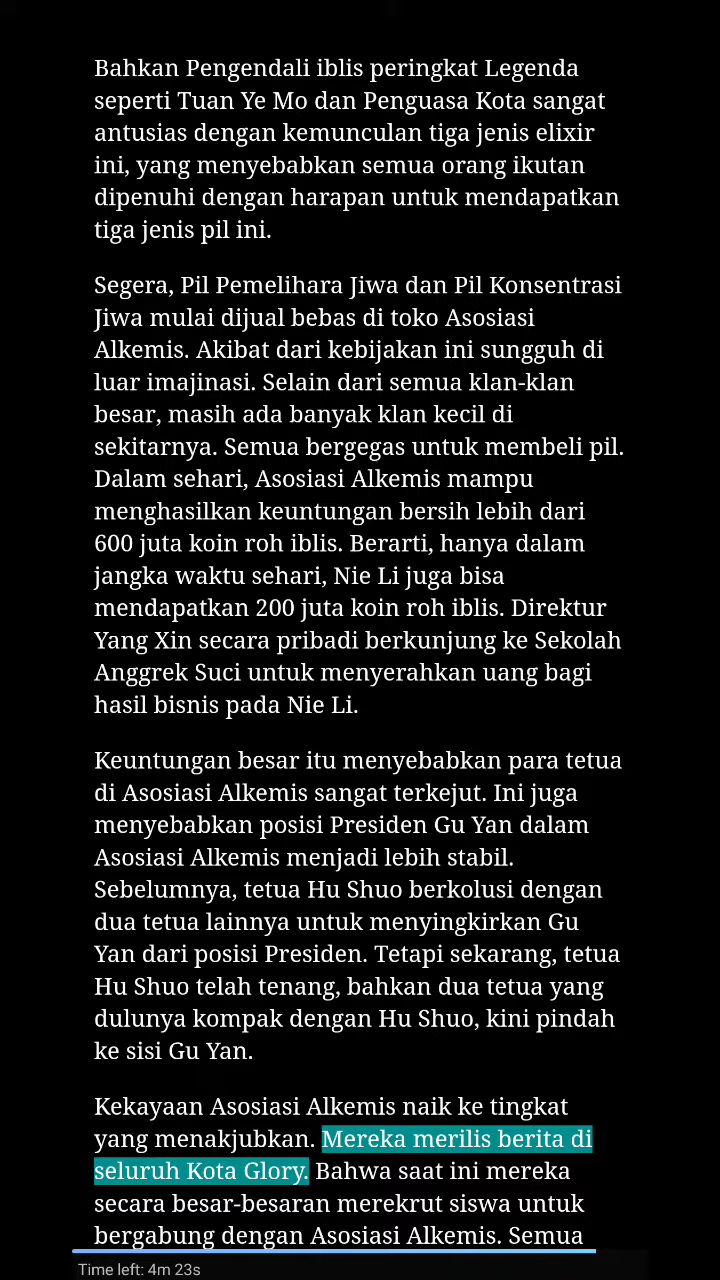 Bahkan Pengendali iblis peringkat Legenda
seperti Tuan Ye Mo dan Penguasa Kota sangat
antusias dengan kemunculan tiga jenis elixir
ini, yang menyebabkan semua orang ikutan
dipenuhi dengan harapan untuk mendapatkan
tiga jenis pil ini.
Segera, Pil Pemelihara Jiwa dan Pil Konsentrasi
Jiwa mulai dijual bebas di toko Asosiasi
Alkemis. Akibat dari kebijakan ini sungguh di
luar imajinasi. Selain dari semua klan-klan
besar, masih ada banyak klan kecil di
sekitarnya. Semua bergegas untuk membeli pil.
Dalam sehari, Asosiasi Alkemis mampu
menghasilkan keuntungan bersih lebih dari
600 juta koin roh iblis. Berarti, hanya dalam
jangka waktu sehari, Nie Li juga bisa
mendapatkan 200 juta koin roh iblis. Direktur
Yang Xin secara pribadi berkunjung ke Sekolah
Anggrek Suci untuk menyerahkan uang bagi
hasil bisnis pada Nie Li.
Keuntungan besar itu menyebabkan para tetua
di Asosiasi Alkemis sangat terkejut. Ini juga
menyebabkan posisi Presiden Gu Yan dalam
Asosiasi Alkemis menjadi lebih stabil.
Sebelumnya, tetua Hu Shuo berkolusi dengan
dua tetua lainnya untuk menyingkirkan Gu
Yan dari posisi Presiden. Tetapi sekarang, tetua
Hu Shuo telah tenang, bahkan dua tetua yang
dulunya kompak dengan Hu Shuo, kini pindah
ke sisi Gu Yan.
Kekayaan Asosiasi Alkemis naik ke tingkat
yang menakjubkan. Mereka merilis berita di
seluruh Kota Glory. Bahwa saat ini mereka
secara besar-besaran merekrut siswa untuk
bergabung dengan Asosiasi Alkemis. Semua
Time left: 4m 23s